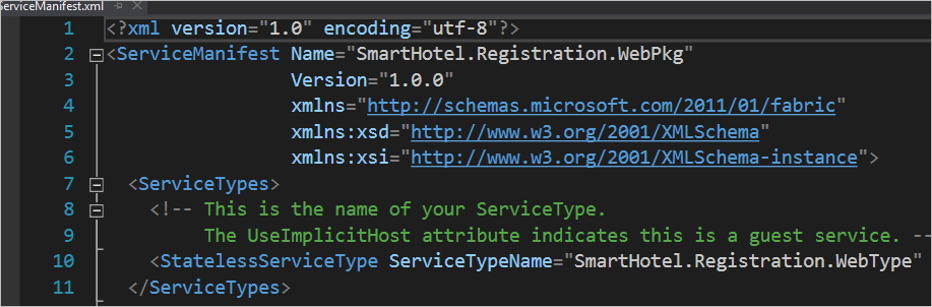 ServiceManifest.xml
1 <?xml version="1.0" encoding="utf-8"?>
2 <ServiceManifest Name="SmartHotel.Registration.WebPkg"
3 Version="1.0.0"
4 xmlns="http://schemas.microsoft.com/2011/01/fabric"
5 xmlns:xsd="http://www.w3.org/2001/XMLSchema"
6 xmlns:xsi="http://www.w3.org/2001/XMLSchema-instance">
7 <ServiceTypes>
8 <!-- This is the name of your ServiceType.
9 The UseImplicitHost attribute indicates this is a guest service. --
10 <StatelessServiceType ServiceTypeName="SmartHotel.Registration.WebType"
11 </ServiceTypes>